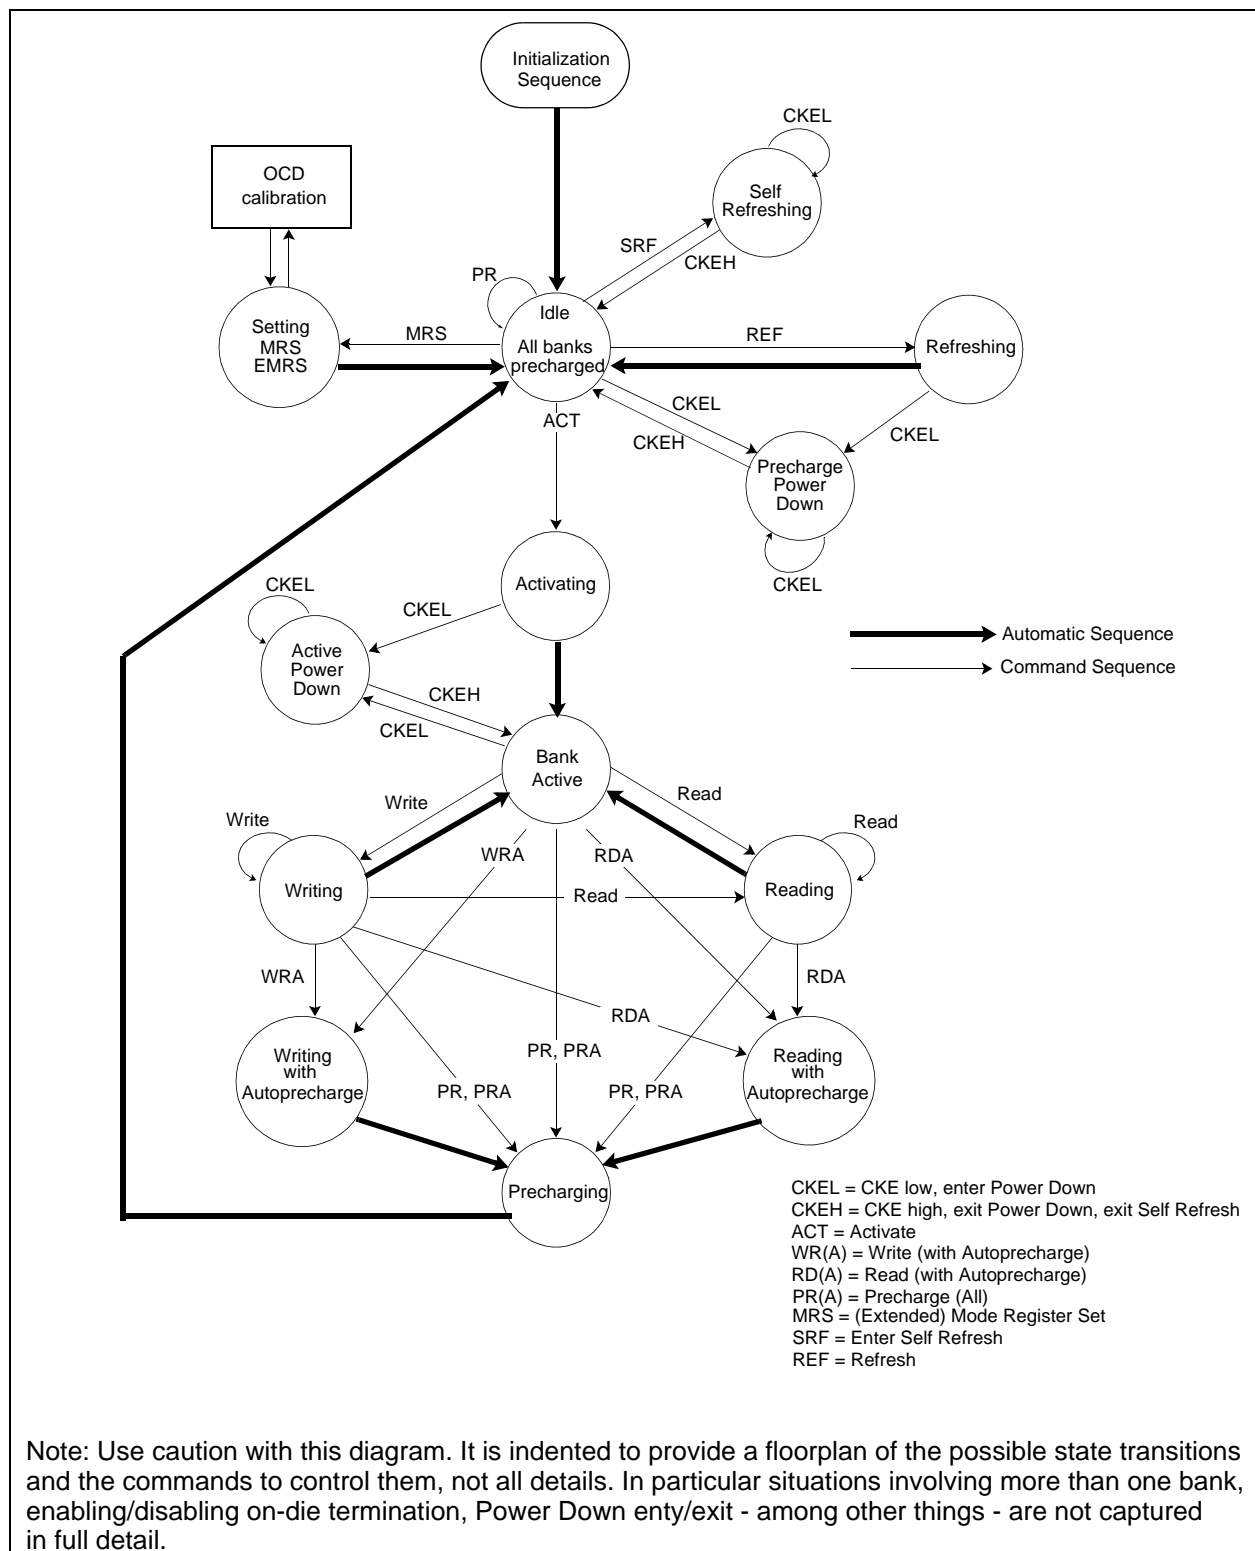 Initialization
Sequence
CKEL
OCD
calibration
Self
Refreshing
SRF
CKEH
PR
Idle
All banks
precharged
Setting
MRS
EMRS
MRS
REF
Refreshing
CKEL
CKEH
ACT
CKEL
Precharge
Power
Down
CKEL
Activating
CKEL
CKEL
Active
Power
Down
Automatic Sequence
Command Sequence
CKEH
CKEL
Bank
Active
Write
Read
Write
Read
WRA
RDA
Writing
Read
Reading
WRA
RDA
RDA
Writing
with
Autoprecharge
PR, PRA
Reading
with
Autoprecharge
PR, PRA
PR, PRA
Precharging
CKEL = CKE low, enter Power Down
CKEH = CKE high, exit Power Down, exit Self Refresh
ACT = Activate
WR(A) = Write (with Autoprecharge)
RD(A) = Read (with Autoprecharge)
PR(A) = Precharge (All)
MRS = (Extended) Mode Register Set
SRF = Enter Self Refresh
REF = Refresh
Note: Use caution with this diagram. It is indented to provide a floorplan of the possible state transitions
and the commands to control them, not all details. In particular situations involving more than one bank,
enabling/disabling on-die termination, Power Down enty/exit - among other things - are not captured
in full detail.